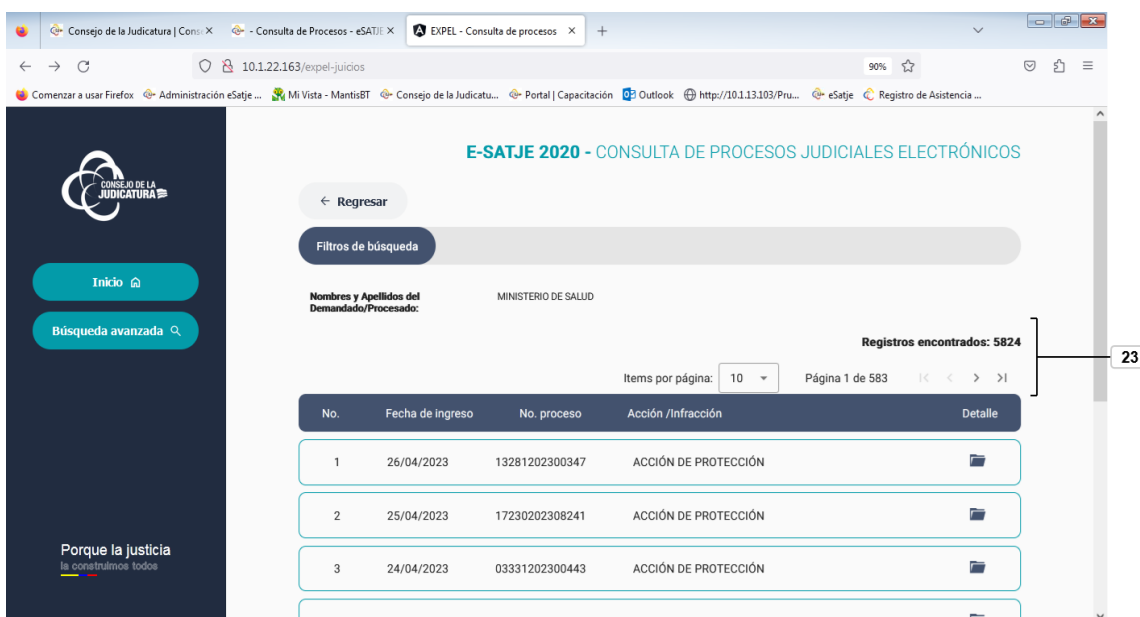 Consejo de la Judicatura | Conse
- Consulta de Procesos - eSATJE
EXPEL - Consulta de procesos
10.1.22.163/expel-juicios
90%
Comenzar a usar Firefox
Administración eSatje ...
Mi Vista - MantisBT
Consejo de la Judicatu...
Portal | Capacitación
Outlook
http://10.1.13.103/Pru...
eSatje
Registro de Asistencia ...
CONSEJO DE LA
JUDICATURA
E-SATJE 2020 - CONSULTA DE PROCESOS JUDICIALES ELECTRÓNICOS
Regresar
Filtros de búsqueda
Inicio
Búsqueda avanzada
Nombres y Apellidos del
Demandado/Procesado:
MINISTERIO DE SALUD
Registros encontrados: 5824
23
Items por página: 10 Página 1 de 583
No. Fecha de ingreso No. proceso Acción /Infracción Detalle
1 26/04/2023 13281202300347 ACCIÓN DE PROTECCIÓN
2 25/04/2023 17230202308241 ACCIÓN DE PROTECCIÓN
3 24/04/2023 03331202300443 ACCIÓN DE PROTECCIÓN
Porque la justicia
la construimos todos